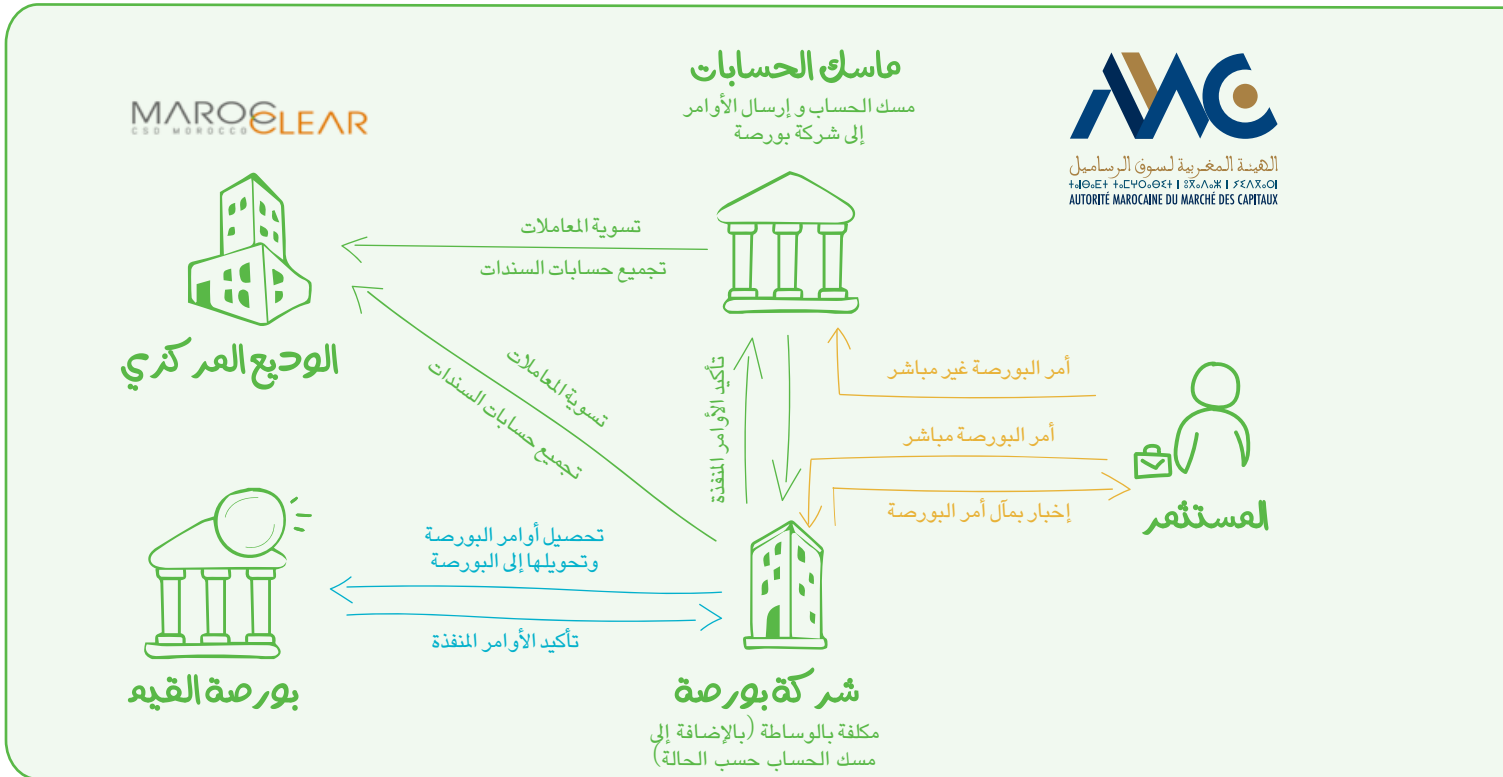 ماسك الحسابات
مسك الحساب و إرسال الأوامر
إلى شركة بورصة
الهيئة المغربية لسوق الرساميل
AUTORITÉ MAROCAINE DU MARCHÉ DES CAPITAUX
MAROCLEAR
CSD MOROCCO
تسوية المعاملات
تجميع حسابات السندات
الوديع المركزي
تسوية المعاملات
تجميع حسابات السندات
تأكيد الأوامر المنفذة
أمر البورصة غير مباشر
أمر البورصة مباشر
إخبار بمآل أمر البورصة
المستثمر
تحصيل أوامر البورصة
وتحويلها إلى البورصة
تأكيد الأوامر المنفذة
بورصة القيم
شركة بورصة
مكلفة بالوساطة (بالإضافة إلى
مسك الحساب حسب الحالة)